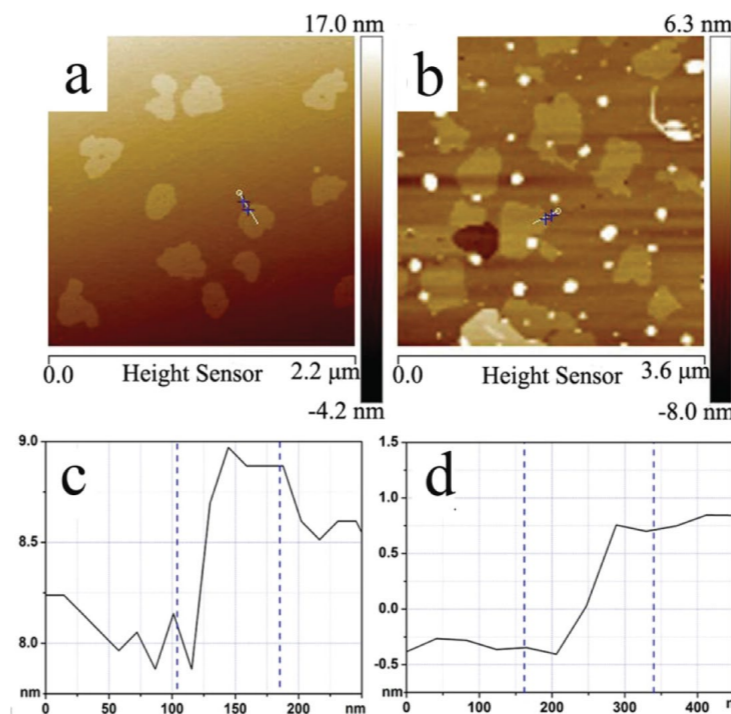 17.0 nm
6.3 nm
a
b
0.0
Height Sensor
2.2 μm
-4.2 nm
0.0
Height Sensor
3.6 μm
-8.0 nm
9.0
8.5
8.0
nm
c
0
50
100
150
200
nm
1.5
1.0
0.5
0.0
-0.5
nm
d
0
100
200
300
400